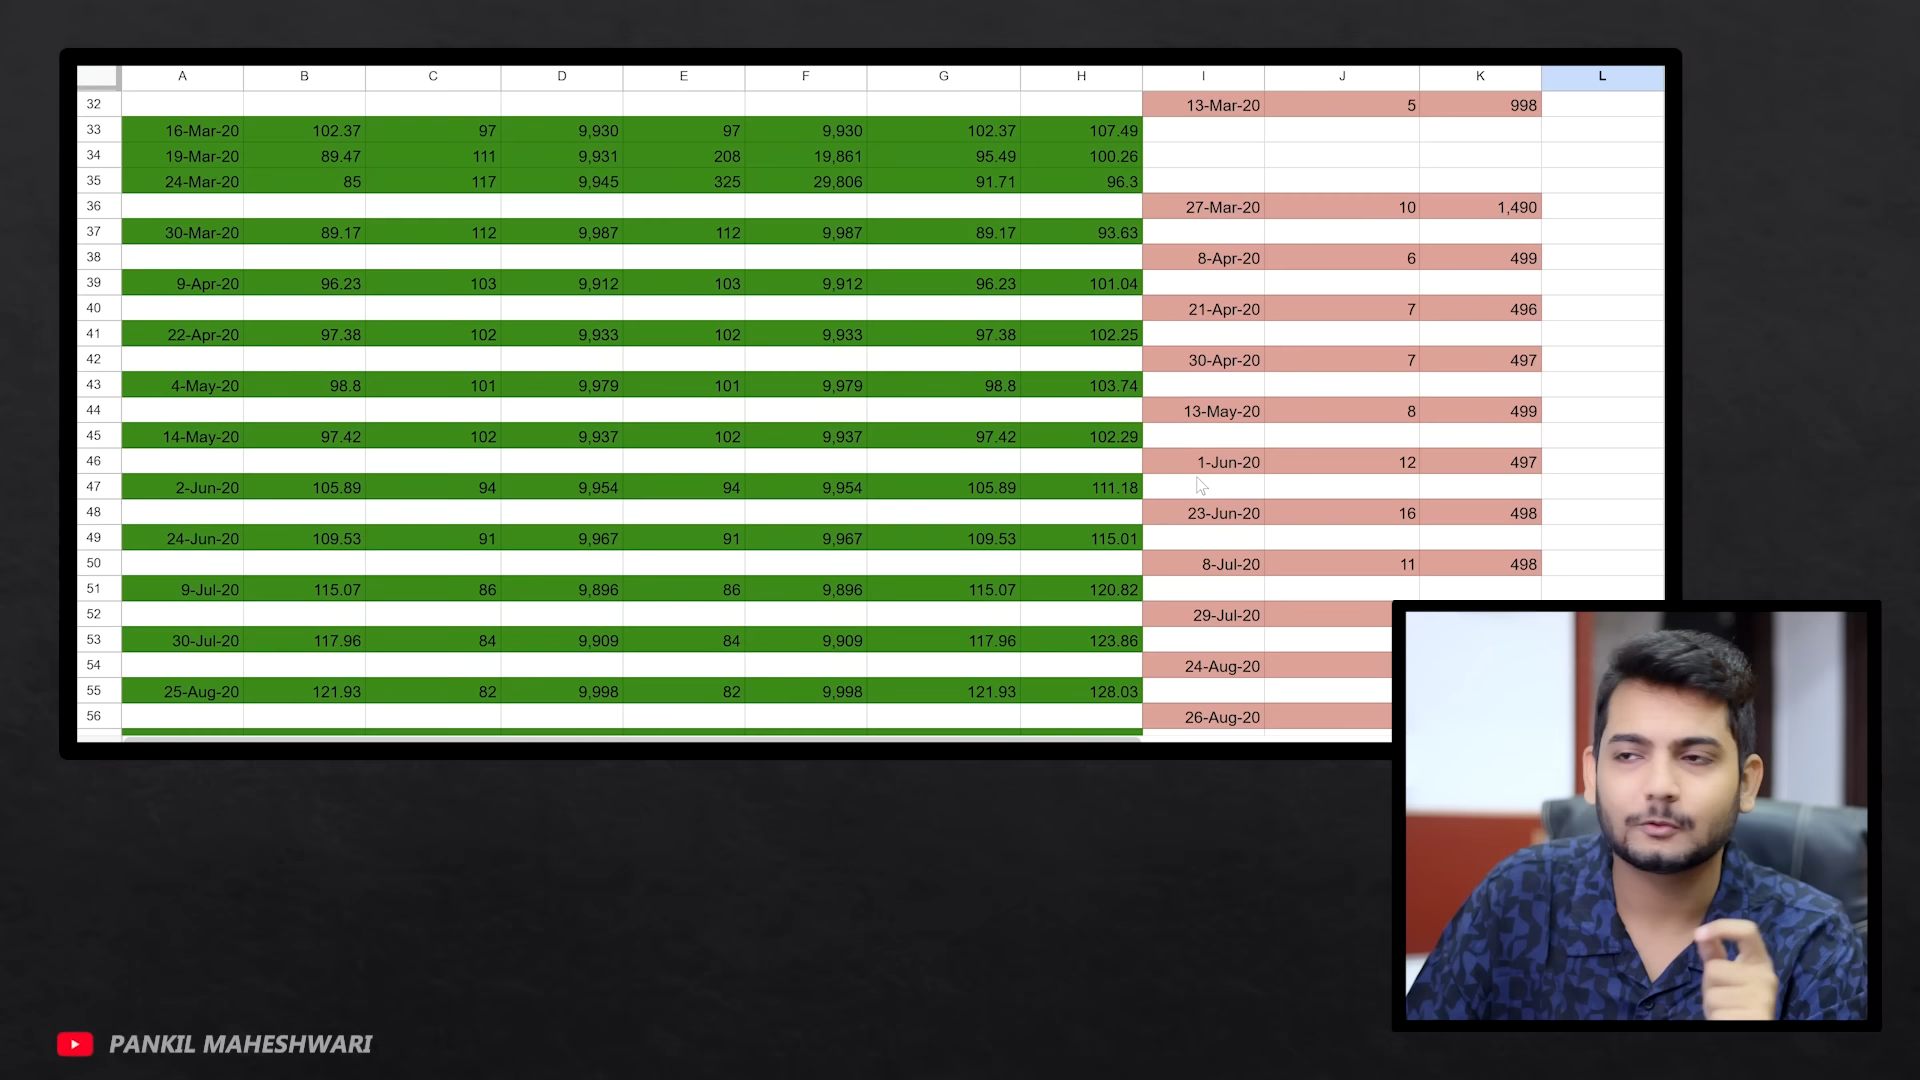 A B C D E F G H I J K L
32 13-Mar-20 5 998
33 16-Mar-20 102.37 97 9,930 97 9,930 102.37 107.49
34 19-Mar-20 89.47 111 9,931 208 19,861 95.49 100.26
35 24-Mar-20 85 117 9,945 325 29,806 91.71 96.3
36 27-Mar-20 10 1,490
37 30-Mar-20 89.17 112 9,987 112 9,987 89.17 93.63
38 8-Apr-20 6 499
39 9-Apr-20 96.23 103 9,912 103 9,912 96.23 101.04
40 21-Apr-20 7 496
41 22-Apr-20 97.38 102 9,933 102 9,933 97.38 102.25
42 30-Apr-20 7 497
43 4-May-20 98.8 101 9,979 101 9,979 98.8 103.74
44 13-May-20 8 499
45 14-May-20 97.42 102 9,937 102 9,937 97.42 102.29
46 1-Jun-20 12 497
47 2-Jun-20 105.89 94 9,954 94 9,954 105.89 111.18
48 23-Jun-20 16 498
49 24-Jun-20 109.53 91 9,967 91 9,967 109.53 115.01
50 8-Jul-20 11 498
51 9-Jul-20 115.07 86 9,896 86 9,896 115.07 120.82
52 29-Jul-20
53 30-Jul-20 117.96 84 9,909 84 9,909 117.96 123.86
54 24-Aug-20
55 25-Aug-20 121.93 82 9,998 82 9,998 121.93 128.03
56 26-Aug-20
PANKIL MAHESHWARI